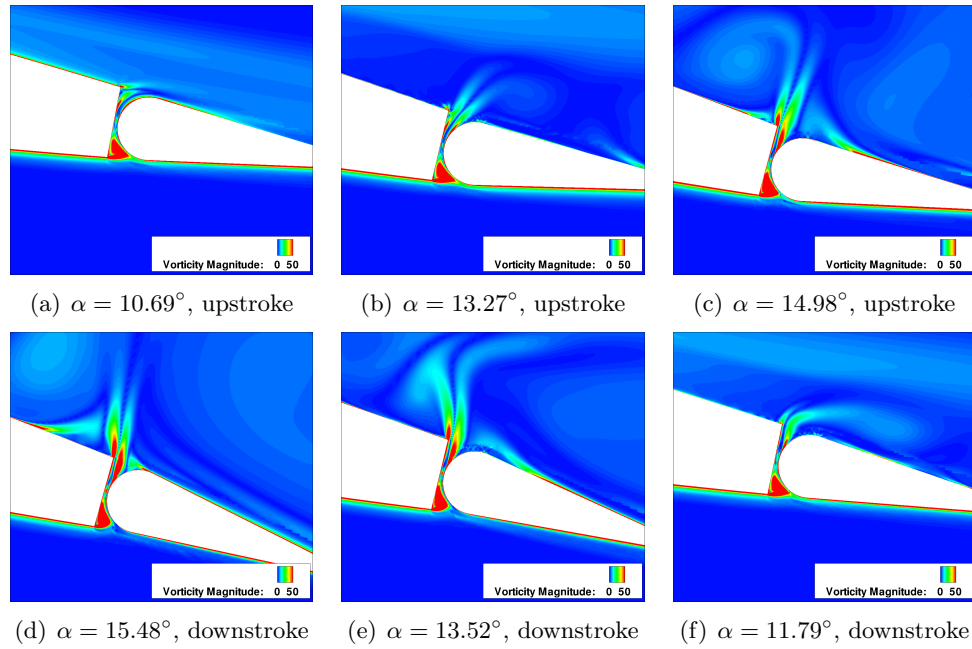 0 50
Vorticity Magnitude:
0 50
Vorticity Magnitude:
0 50
Vorticity Magnitude:
(a) α = 10.69°, upstroke
(b) α = 13.27°, upstroke
(c) α = 14.98°, upstroke
0 50
Vorticity Magnitude:
0 50
Vorticity Magnitude:
0 50
Vorticity Magnitude:
(d) α = 15.48°, downstroke
(e) α = 13.52°, downstroke
(f) α = 11.79°, downstroke